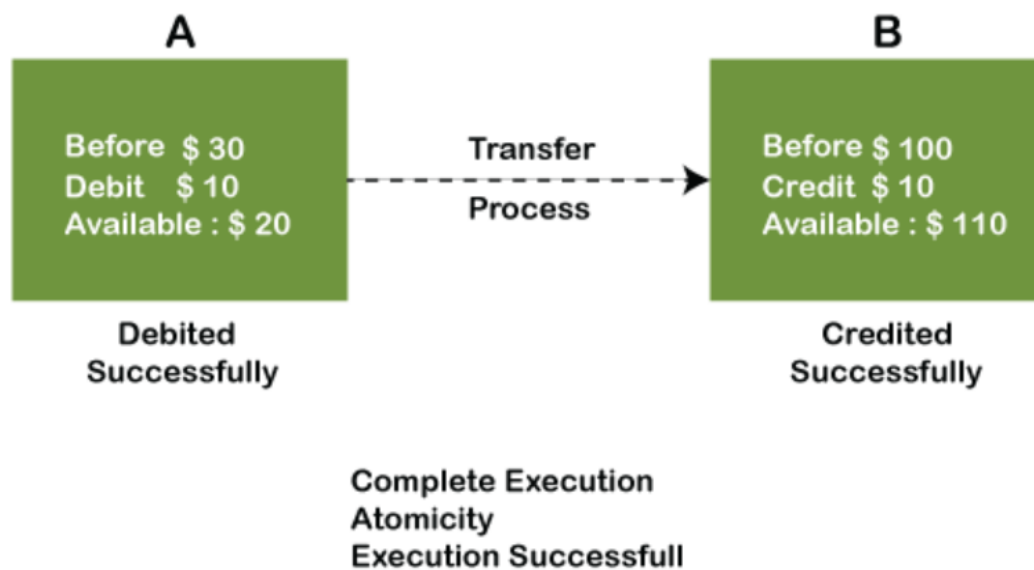 A
Before $ 30
Debit $ 10
Available : $ 20
Debited
Successfully
Transfer
Process
B
Before $ 100
Credit $ 10
Available : $ 110
Credited
Successfully
Complete Execution
Atomicity
Execution Successfull